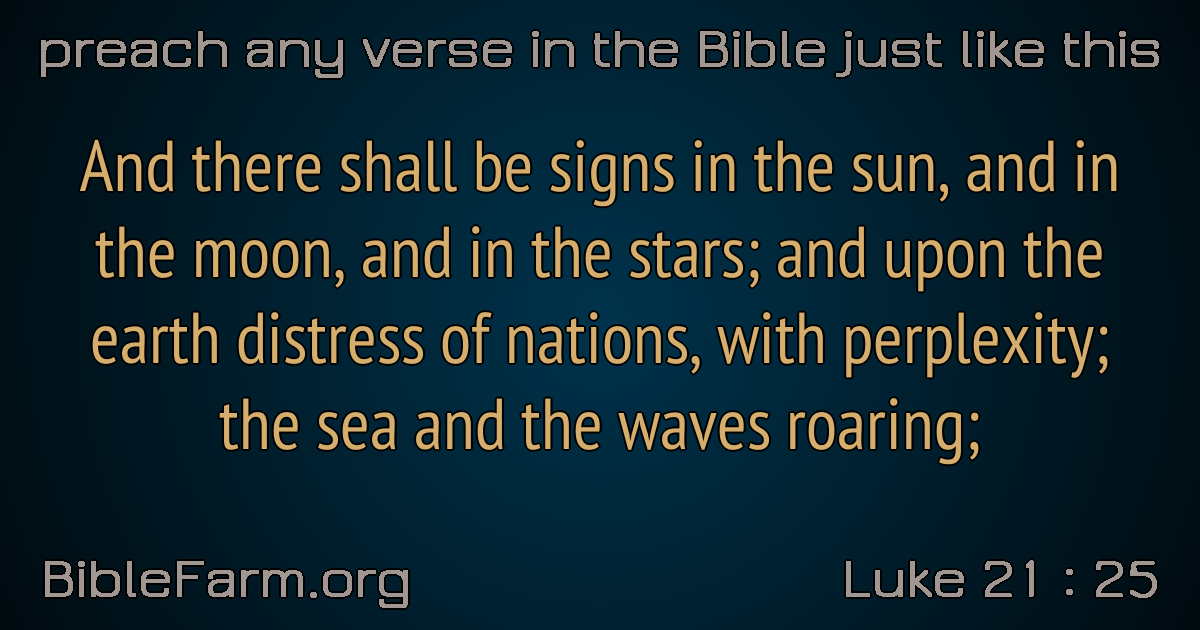 preach any verse in the Bible just like this
And there shall be signs in the sun, and in
the moon, and in the stars; and upon the
earth distress of nations, with perplexity;
the sea and the waves roaring;
BibleFarm.org
Luke 21 : 25